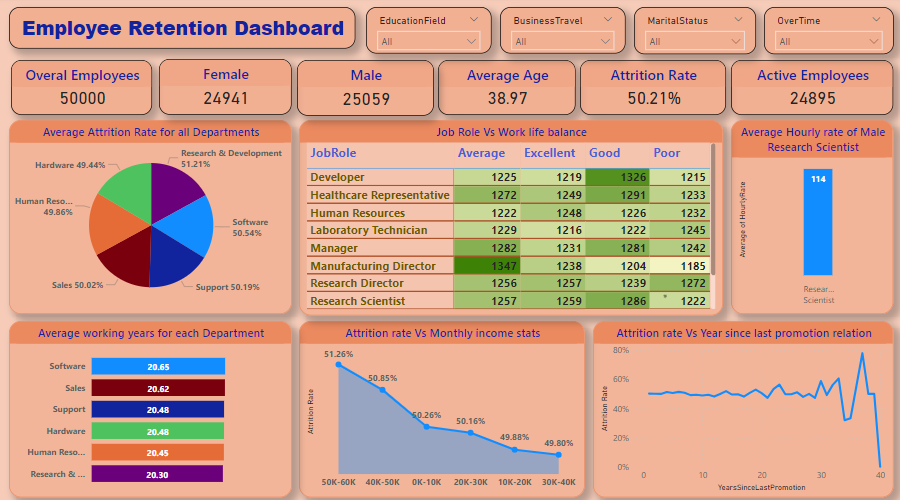 Employee Retention Dashboard
EducationField
All
BusinessTravel
All
MaritalStatus
All
OverTime
All
Overal Employees
50000
Female
24941
Male
25059
Average Age
38.97
Attrition Rate
50.21%
Active Employees
24895
Average Attrition Rate for all Departments
Hardware 49.44%
Research & Development
51.21%
Human Reso...
49.86%
Software
50.54%
Sales 50.02%
Support 50.19%
Job Role Vs Work life balance
JobRole Average Excellent Good Poor
Developer 1225 1219 1326 1215
Healthcare Representative 1272 1249 1291 1233
Human Resources 1222 1248 1226 1232
Laboratory Technician 1229 1216 1222 1245
Manager 1282 1231 1281 1242
Manufacturing Director 1347 1238 1204 1185
Research Director 1256 1257 1239 1272
Research Scientist 1257 1259 1286 1222
Average Hourly rate of Male
Research Scientist
Average of HourlyRate
114
Resear...
Scientist
Average working years for each Department
Software 20.65
Sales 20.62
Support 20.48
Hardware 20.48
Human Reso... 20.45
Research & ... 20.30
Attrition rate Vs Monthly income stats
Attrition Rate
51.26%
50.85%
50.26%
50.16%
49.88%
49.80%
50K-60K 40K-50K 0K-10K 20K-30K 10K-20K 30K-40K
Attrition rate Vs Year since last promotion relation
Attrition Rate
80%
60%
40%
20%
0%
0 10 20 30 40
YearsSinceLastPromotion